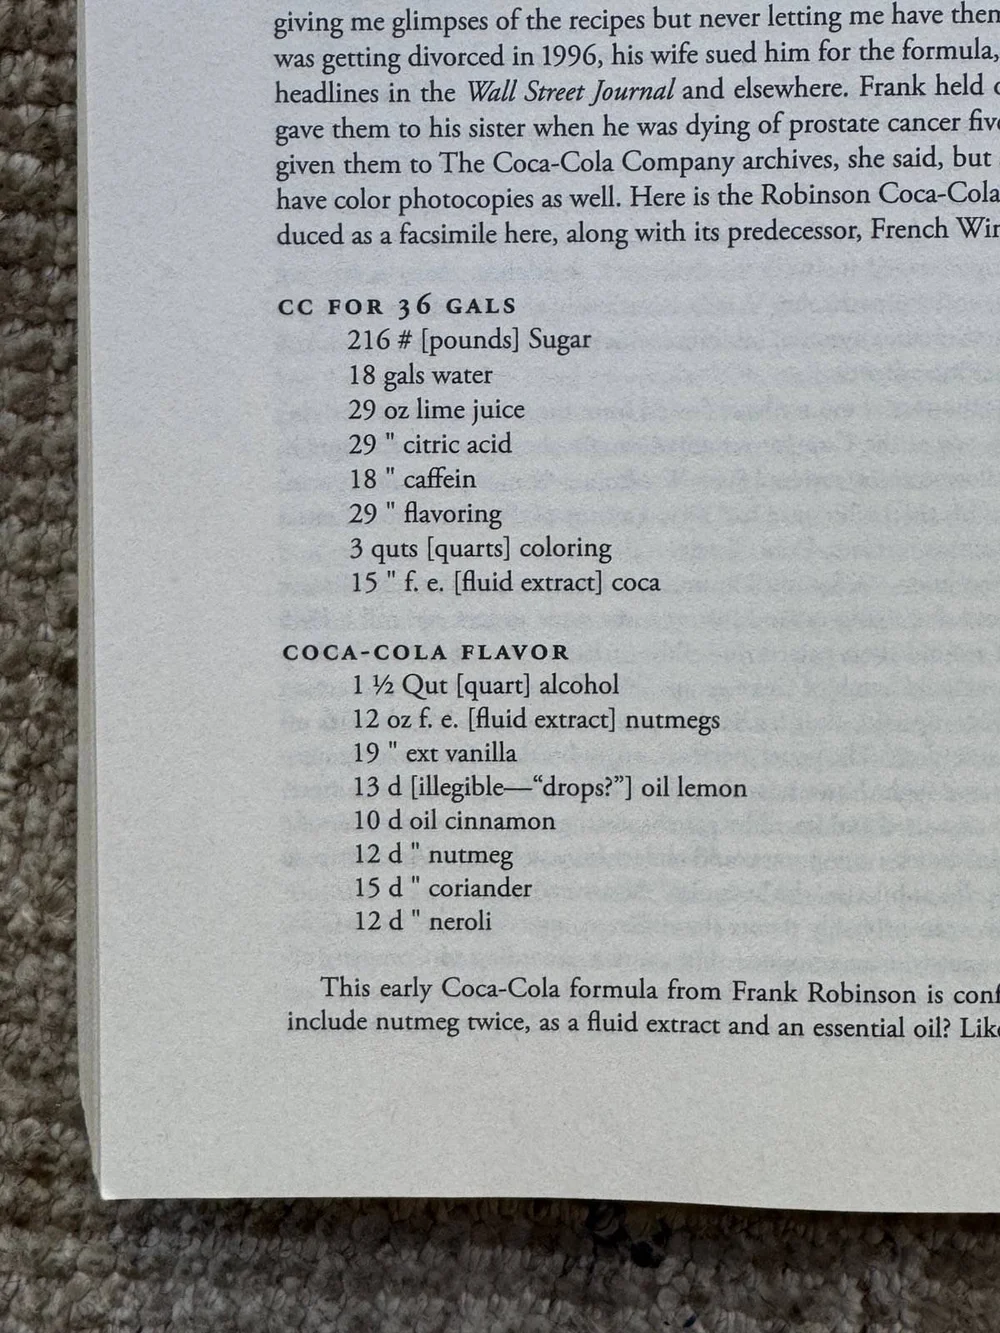 giving me glimpses of the recipes but never letting me have
was getting divorced in 1996, his wife sued him for the formula,
headlines in the Wall Street Journal and elsewhere. Frank held
gave them to his sister when he was dying of prostate cancer
given them to The Coca-Cola Company archives, she said, but
have color photocopies as well. Here is the Robinson Coca-Cola
duced as a facsimile here, along with its predecessor, French
CC FOR 36 GALS
216 # [pounds] Sugar
18 gals water
29 oz lime juice
29 " citric acid
18 " caffein
29 " flavoring
3 quts [quarts] coloring
15 " f. e. [fluid extract] coca
COCA-COLA FLAVOR
1 ½ Qut [quart] alcohol
12 oz f. e. [fluid extract] nutmegs
19 " ext vanilla
13 d [illegible—“drops?”] oil lemon
10 d oil cinnamon
12 d " nutmeg
15 d " coriander
12 d " neroli
This early Coca-Cola formula from Frank Robinson is
include nutmeg twice, as a fluid extract and an essential oil?